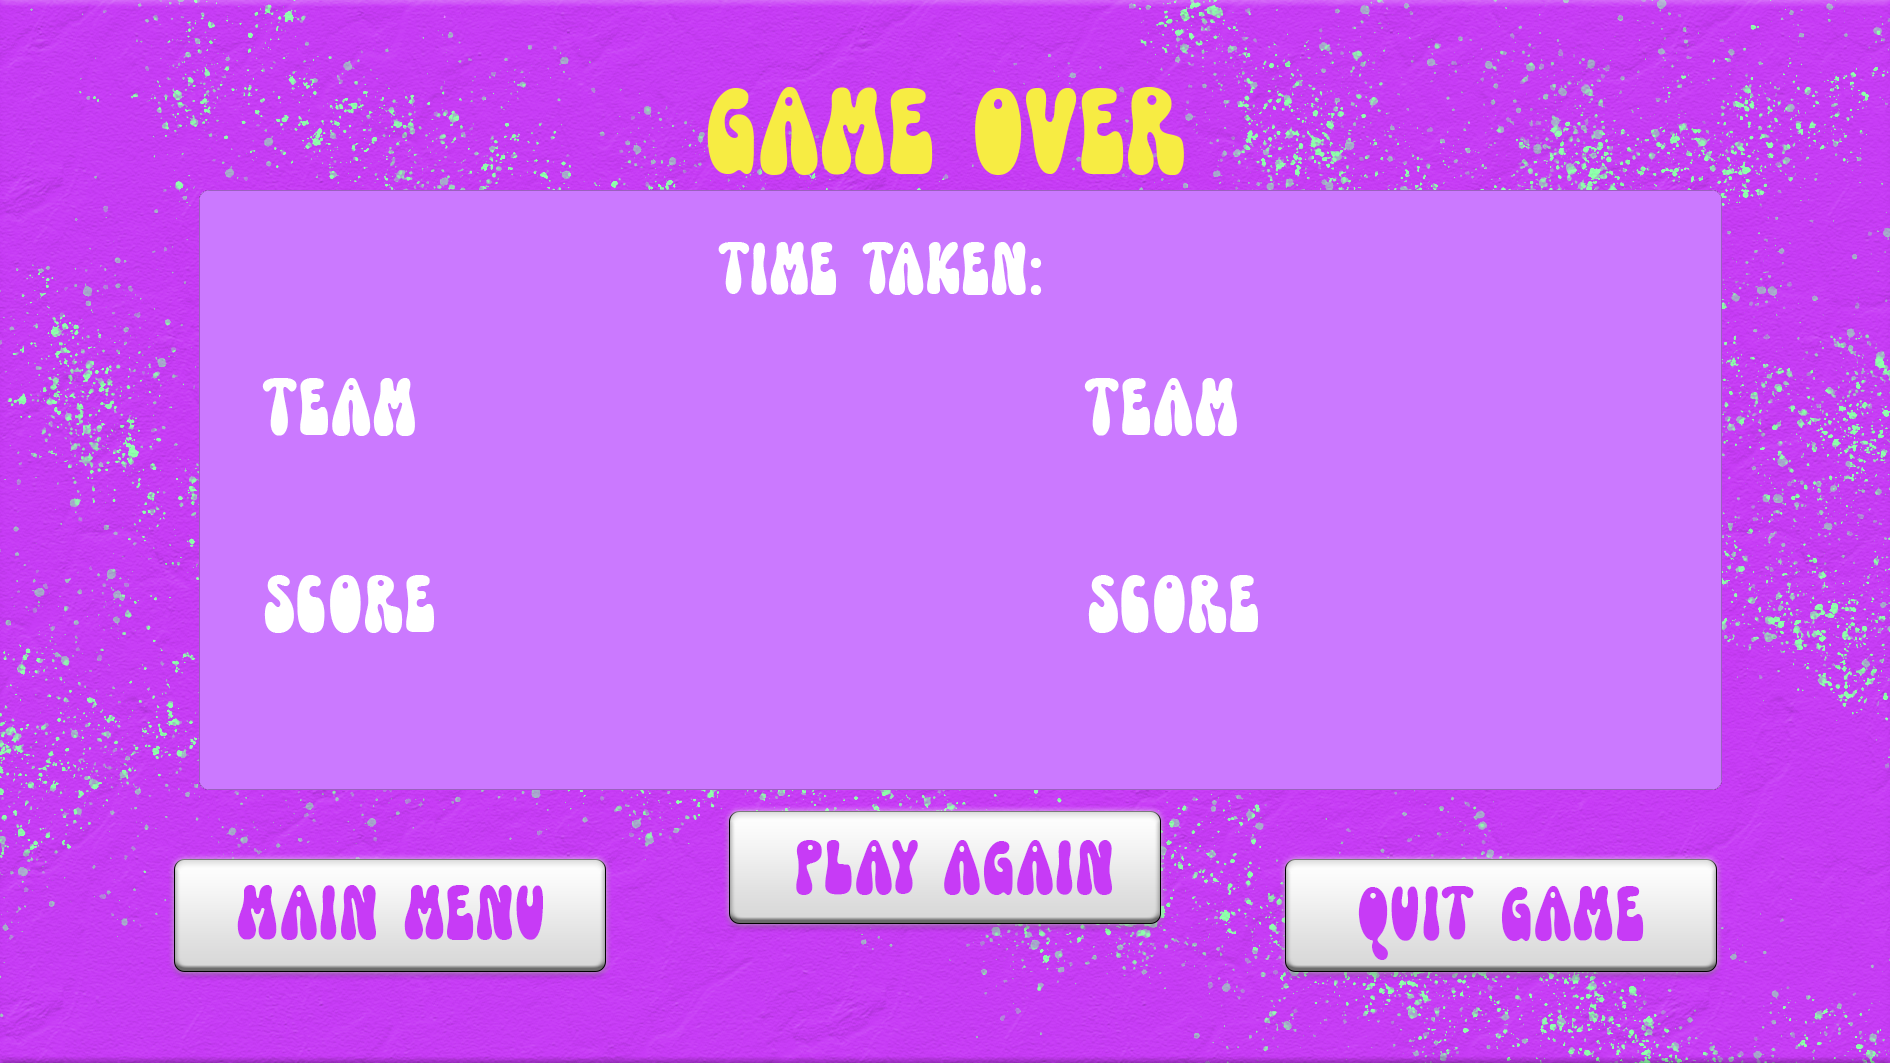 GAME OVER
TIME TAKEN:
TEAM
TEAM
SCORE
SCORE
PLAY AGAIN
MAIN MENU
QUIT GAME